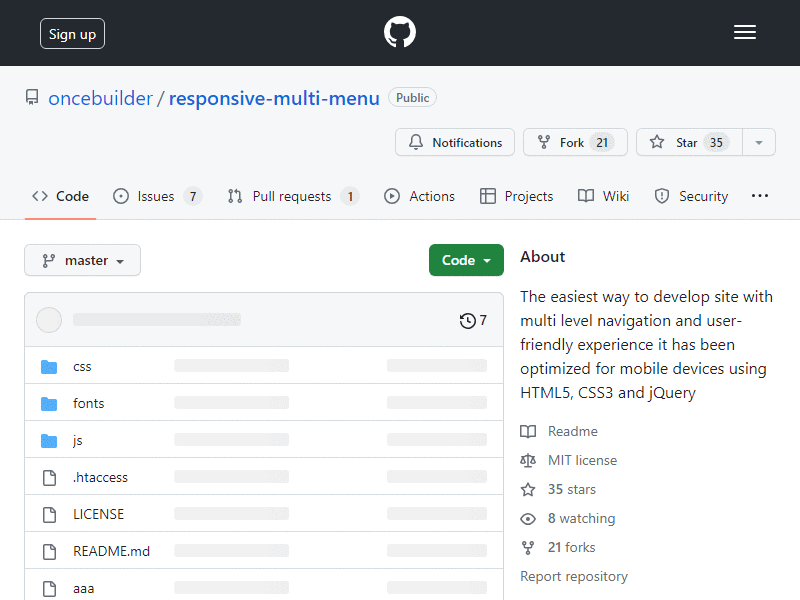 Sign up
oncebuilder / responsive-multi-menu Public
Notifications Fork 21 Star 35
Code Issues 7 Pull requests 1 Actions Projects Wiki Security
master Code
7
css
fonts
js
.htaccess
LICENSE
README.md
aaa
About
The easiest way to develop site with
multi level navigation and user-
friendly experience it has been
optimized for mobile devices using
HTML5, CSS3 and jQuery
Readme
MIT license
35 stars
8 watching
21 forks
Report repository